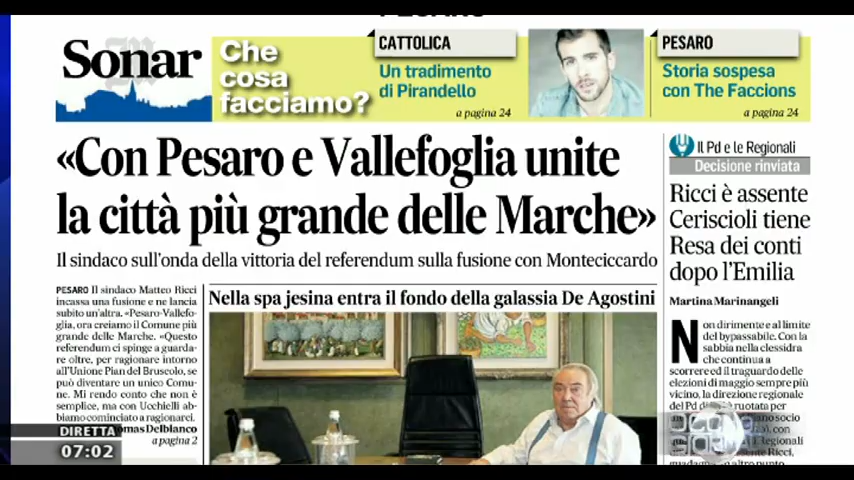 Sonar
Che
cosa
facciamo?
CATTOLICA
Un tradimento
di Pirandello
a pagina 24
PESARO
Storia sospesa
con The Faccions
a pagina 24
«Con Pesaro e Vallefoglia unite
la città più grande delle Marche»
Il sindaco sull'onda della vittoria del referendum sulla fusione con Monteciccardo
PESARO Il sindaco Matteo Ricci
incassa una fusione e ne lancia
subito un'altra. «Pesaro-Vallefo-
glia, ora creiamo il Comune più
grande delle Marche. «Questo
referendum ci spinge a guarda-
re oltre, per ragionare intorno
all'Unione Pian del Bruscolo, se
può diventare un unico Comu-
ne. Mi rendo conto che non è
semplice, ma con Ucchielli ab-
biamo cominciato a ragionarci.
omas Delbianco
a pagina 2
Nella spa jesina entra il fondo della galassia De Agostini
Il Pd e le Regionali
Decisione rinviata
Ricci è assente
Ceriscioli tiene
Resa dei conti
dopo l'Emilia
Martina Marinangeli
Non dirimente e al limite
del bypassabile. Con la
sabbia nella clessidra
che continua a
scorrere ed il traguardo delle
elezioni di maggio sempre più
vicino, la direzione regionale
del Pd
ruotata per
DIRETTA
07:02